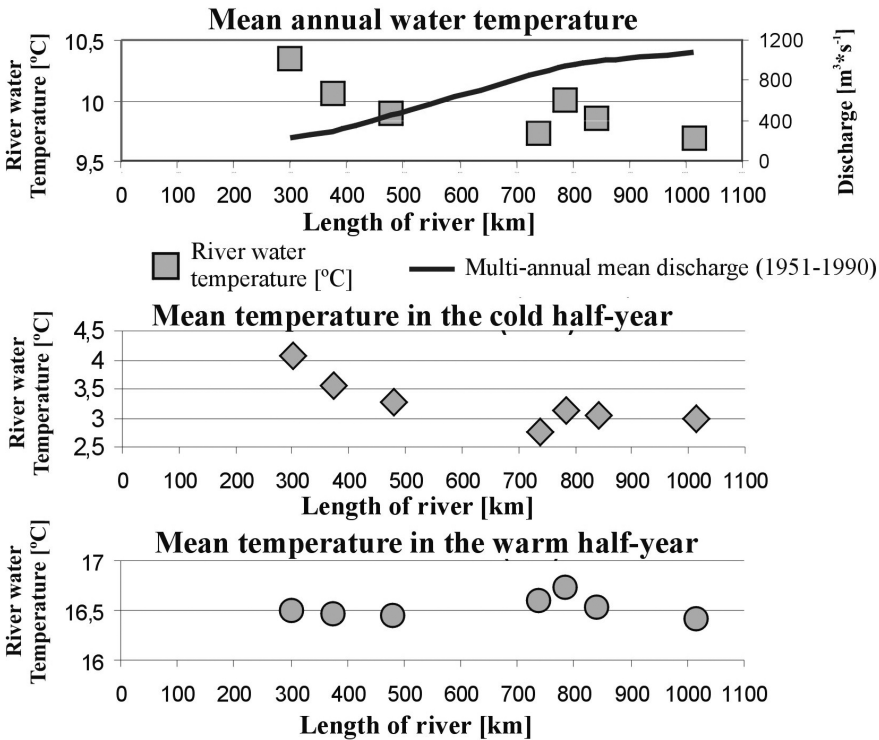 Mean annual water temperature
River water
Temperature [ºC]
10,5
10
9,5
1200
800
400
0
Discharge [m³*s⁻¹]
0 100 200 300 400 500 600 700 800 900 1000 1100
Length of river [km]
River water
temperature [ºC]
Multi-annual mean discharge (1951-1990)
Mean temperature in the cold half-year
River water
Temperature [ºC]
4,5
4
3,5
3
2,5
0 100 200 300 400 500 600 700 800 900 1000 1100
Length of river [km]
Mean temperature in the warm half-year
River water
Temperature [ºC]
17
16,5
16
0 100 200 300 400 500 600 700 800 900 1000 1100
Length of river [km]